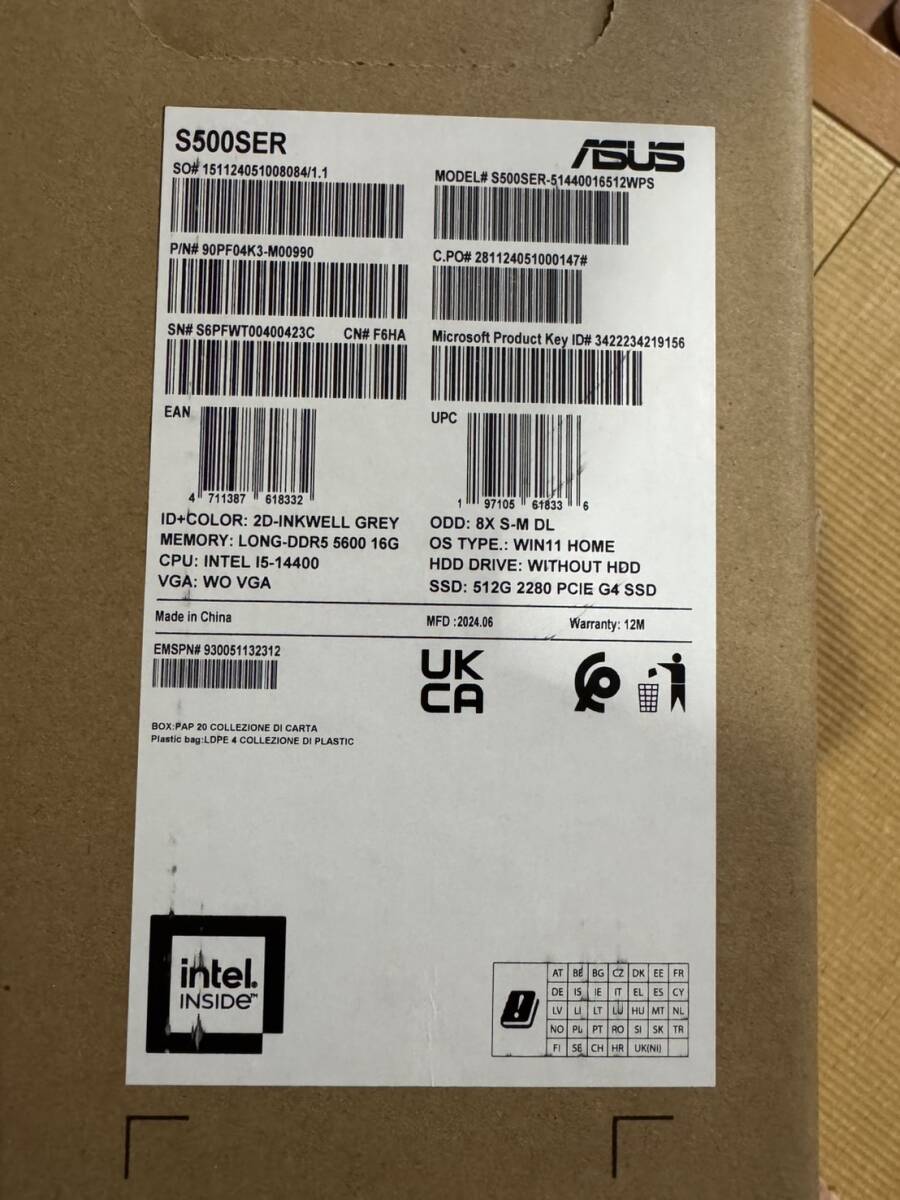 S500SER
ASUS
SO# 151124051008084/1.1
MODEL# S500SER-51440016512WPS
P/N# 90PF04K3-M00990
C.PO# 281124051000147#
SN# S6PFWT00400423C CN# F6HA
Microsoft Product Key ID# 3422234219156
EAN
4 711387 618332
UPC
1 97105 61833 6
ID+COLOR: 2D-INKWELL GREY
MEMORY: LONG-DDR5 5600 16G
CPU: INTEL I5-14400
VGA: WO VGA
ODD: 8X S-M DL
OS TYPE.: WIN11 HOME
HDD DRIVE: WITHOUT HDD
SSD: 512G 2280 PCIE G4 SSD
Made in China
MFD :2024.06
Warranty: 12M
EMSPN# 930051132312
UK
CA
BOX:PAP 20 COLLEZIONE DI CARTA
Plastic bag:LDPE 4 COLLEZIONE DI PLASTIC
intel.
INSIDE™
AT BE BG CZ DK EE FR
DE IS IE IT EL ES CY
LV LI LT LU HU MT NL
NO PL PT RO SI SK TR
FI SE CH HR UK(NI)